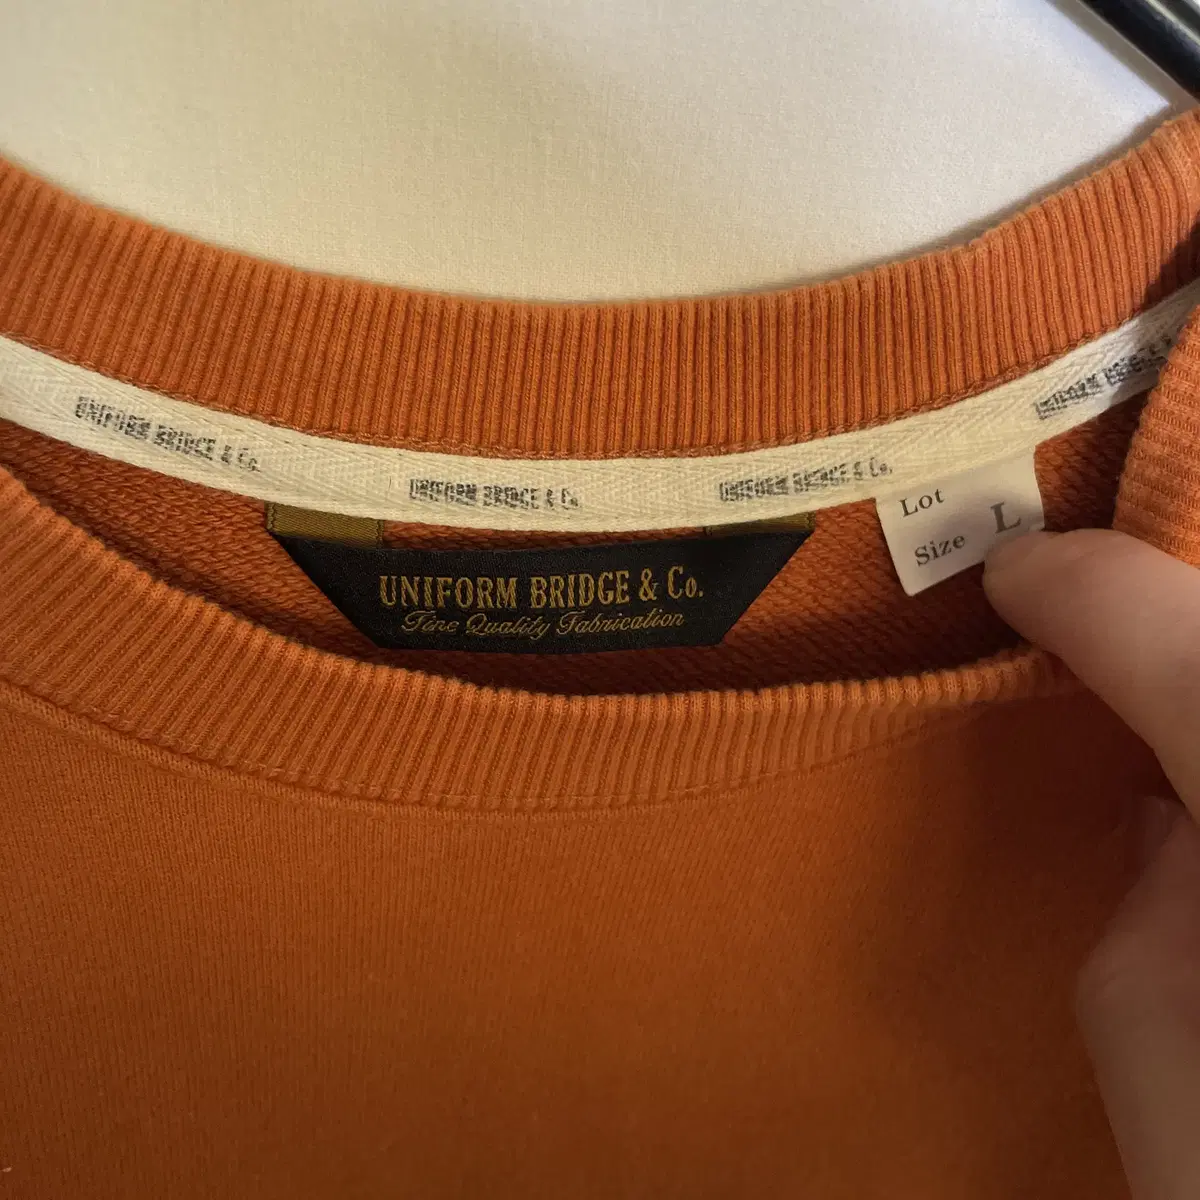 UNIFORM BRIDGE & Co.
UNIFORM BRIDGE & Co.
UNIFORM BRIDGE & Co.
UNIFORM BRIDGE
Lot
Size L
UNIFORM BRIDGE & Co.
Fine Quality Fabrication